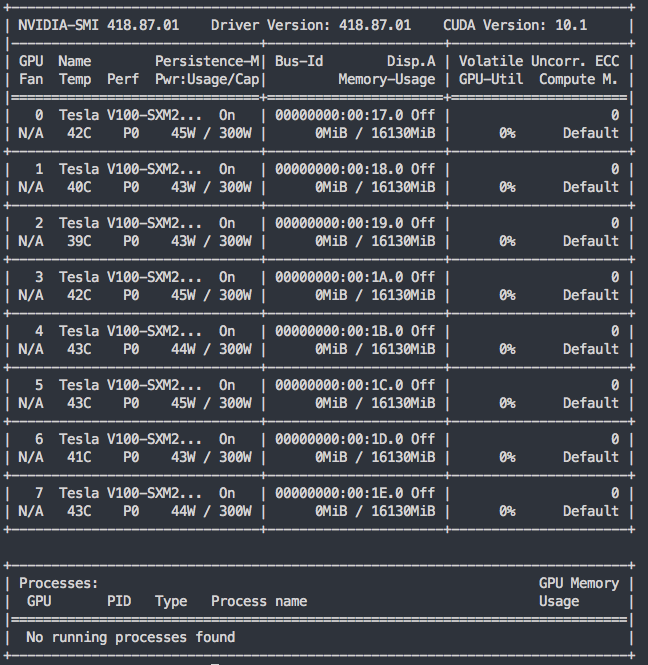 NVIDIA-SMI 418.87.01    Driver Version: 418.87.01    CUDA Version: 10.1
GPU  Name            Persistence-M| Bus-Id        Disp.A | Volatile Uncorr. ECC
Fan  Temp  Perf  Pwr:Usage/Cap|         Memory-Usage | GPU-Util  Compute M.
0  Tesla V100-SXM2...  On   | 00000000:00:17.0 Off |                    0
N/A   42C    P0    45W / 300W |      0MiB / 16130MiB |      0%      Default
1  Tesla V100-SXM2...  On   | 00000000:00:18.0 Off |                    0
N/A   40C    P0    43W / 300W |      0MiB / 16130MiB |      0%      Default
2  Tesla V100-SXM2...  On   | 00000000:00:19.0 Off |                    0
N/A   39C    P0    43W / 300W |      0MiB / 16130MiB |      0%      Default
3  Tesla V100-SXM2...  On   | 00000000:00:1A.0 Off |                    0
N/A   42C    P0    45W / 300W |      0MiB / 16130MiB |      0%      Default
4  Tesla V100-SXM2...  On   | 00000000:00:1B.0 Off |                    0
N/A   43C    P0    44W / 300W |      0MiB / 16130MiB |      0%      Default
5  Tesla V100-SXM2...  On   | 00000000:00:1C.0 Off |                    0
N/A   43C    P0    45W / 300W |      0MiB / 16130MiB |      0%      Default
6  Tesla V100-SXM2...  On   | 00000000:00:1D.0 Off |                    0
N/A   41C    P0    43W / 300W |      0MiB / 16130MiB |      0%      Default
7  Tesla V100-SXM2...  On   | 00000000:00:1E.0 Off |                    0
N/A   43C    P0    44W / 300W |      0MiB / 16130MiB |      0%      Default
Processes:                                                       GPU Memory
GPU       PID   Type   Process name                             Usage
No running processes found